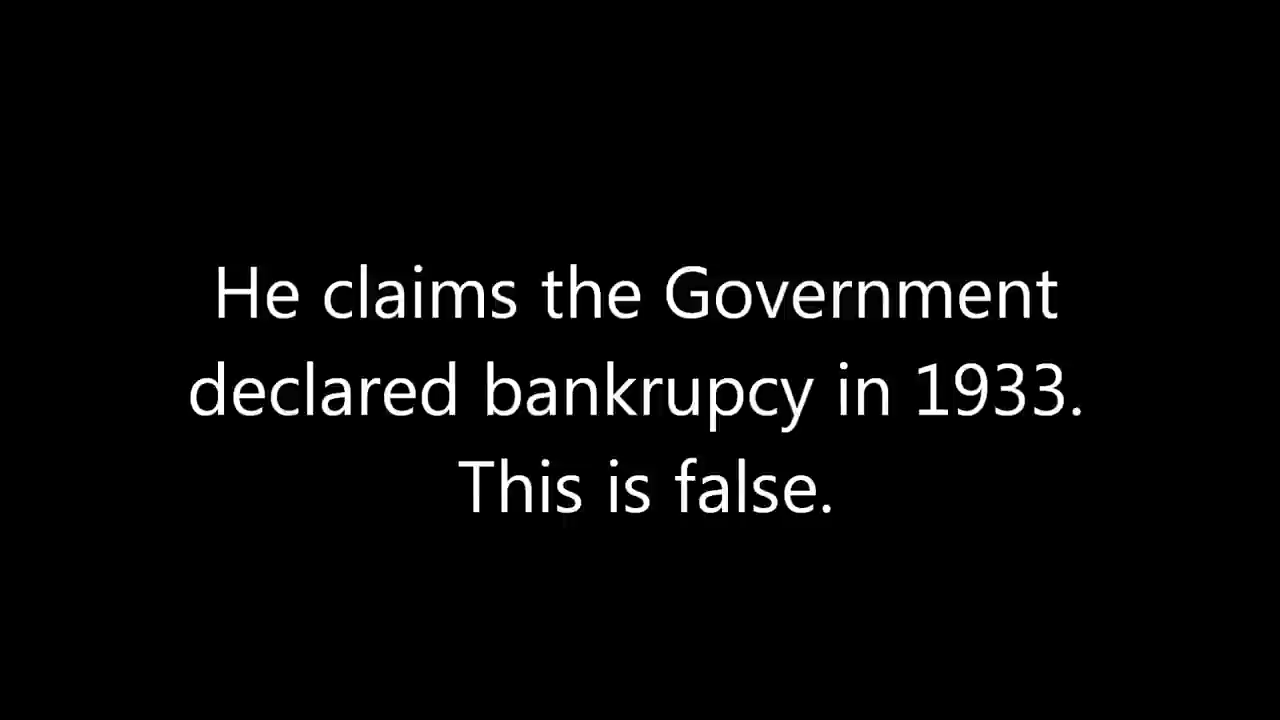 He claims the Government
declared bankrupcy in 1933.
This is false.